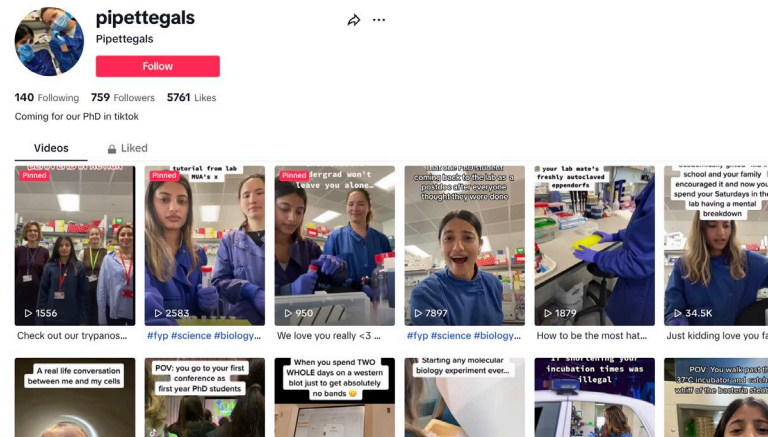 pipettegals
Pipettegals
Follow
140 Following 759 Followers 5761 Likes
Coming for our PhD in tiktok
Videos
Liked
Pinned
1556
Check out our trypanos...
Pinned
tutorial from lab
MUA's x
2583
#fyp #science #biology...
Pinned
dergrad won't
leave you alone…
950
We love you really <3 ...
That one PhD student
coming back to the lab as a
postdoc after everyone
thought they were done
7897
#fyp #science #biology...
your lab mate's
freshly autoclaved
eppendorfs
1879
How to be the most hat...
school and your family
encouraged it and now you
spend your Saturdays in the
lab having a mental
breakdown
34.5K
Just kidding love you fa
A real life conversation
between me and my cells
POV: you go to your first
conference as
first year PhD students
When you spend TWO
WHOLE days on a western
blot just to get absolutely
no bands 😔
Starting any molecular
biology experiment ever...
If shortening your
incubation times was
illegal
POV: You walk past th
37°C incubator and catch
whiff of the bacteria